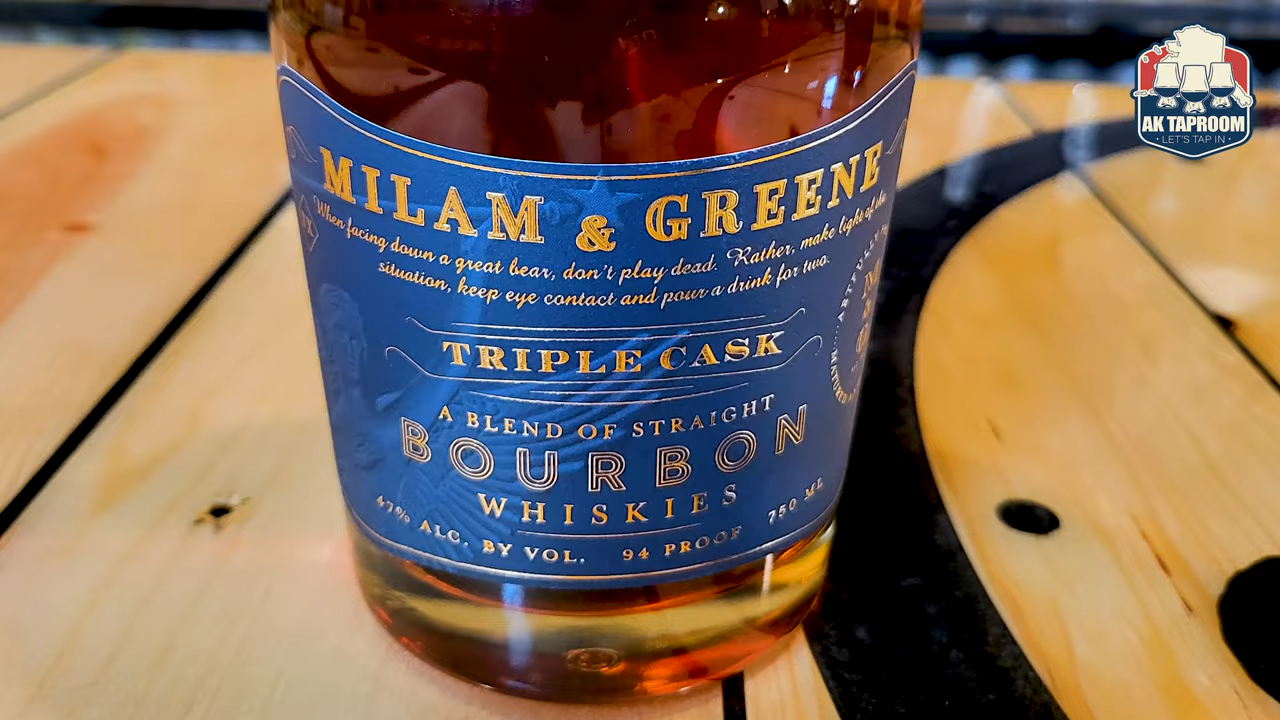 AK TAPROOM
• LET'S TAP IN •
MILAM & GREENE
When facing down a great bear, don't play dead. Rather, make light of the
situation, keep eye contact and pour a drink for two.
TRIPLE CASK
A BLEND OF STRAIGHT
BOURBON
WHISKIES
47% ALC. BY VOL. 94 PROOF 750 ML